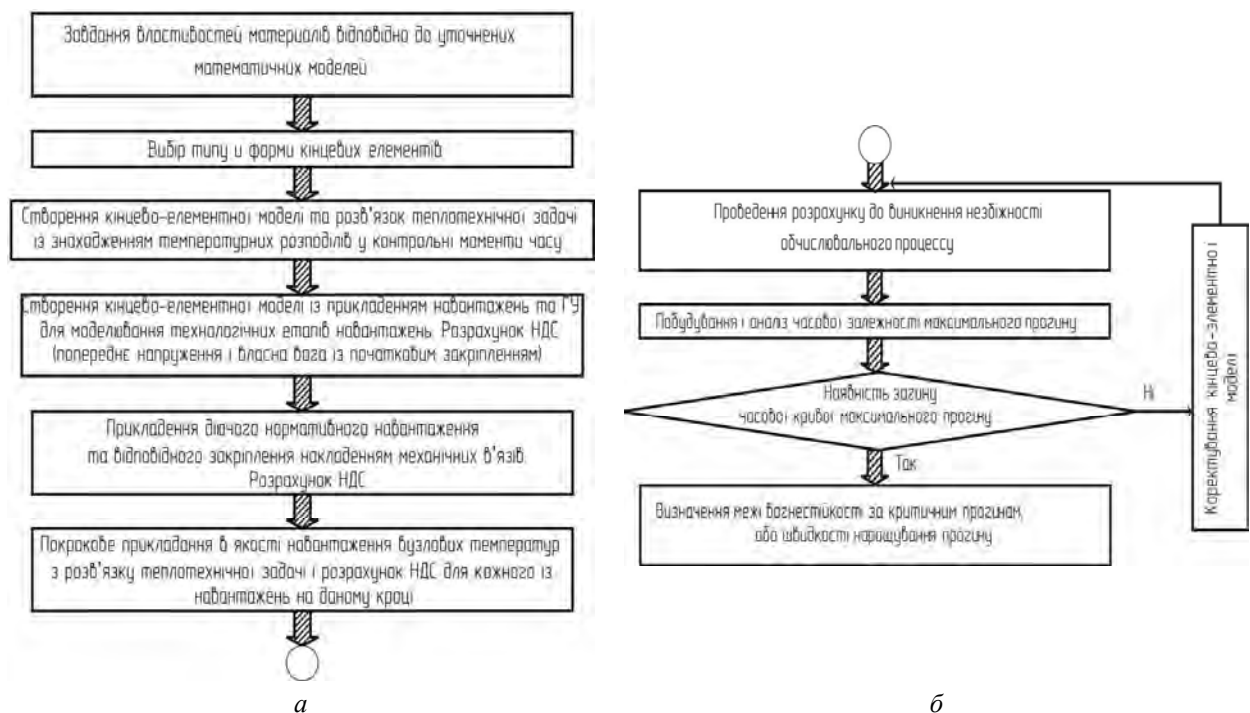 Завдання властивостей материалів відповідно до уточнених
математичних моделей
Вибір типу и форми кінцевих елементів
Створення кінцево-елементної моделі та розв'язок теплотехнічної задачі
із знаходженням температурних розподілів у контрольні моменти часу
Створення кінцево-елементної моделі із прикладенням навантажень та ГУ
для моделювання технологічних етапів навантажень. Розрахунок НДС
(попереднє напруження і власна вага із початковим закріпленням)
Прикладення діючого нормативного навантаження
та відповідного закріплення накладенням механічних в'язів.
Розрахунок НДС
Покрокове прикладання в якості навантаження вузлових температур
з розв'язку теплотехнічної задачі і розрахунок НДС для кожного із
навантажень на даному кроці
а
Проведення розрахунку до виникнення незбіжності
обчислювального процессу
Побудування і аналіз часової залежності максимального прогину
Наявність загину
часової кривої максимального прогину
Ні
Так
Визначення межі вогнестійкості за критичним прогинам,
або швидкості нарощування прогину
Коректування кінцево-элементної
моделі
б